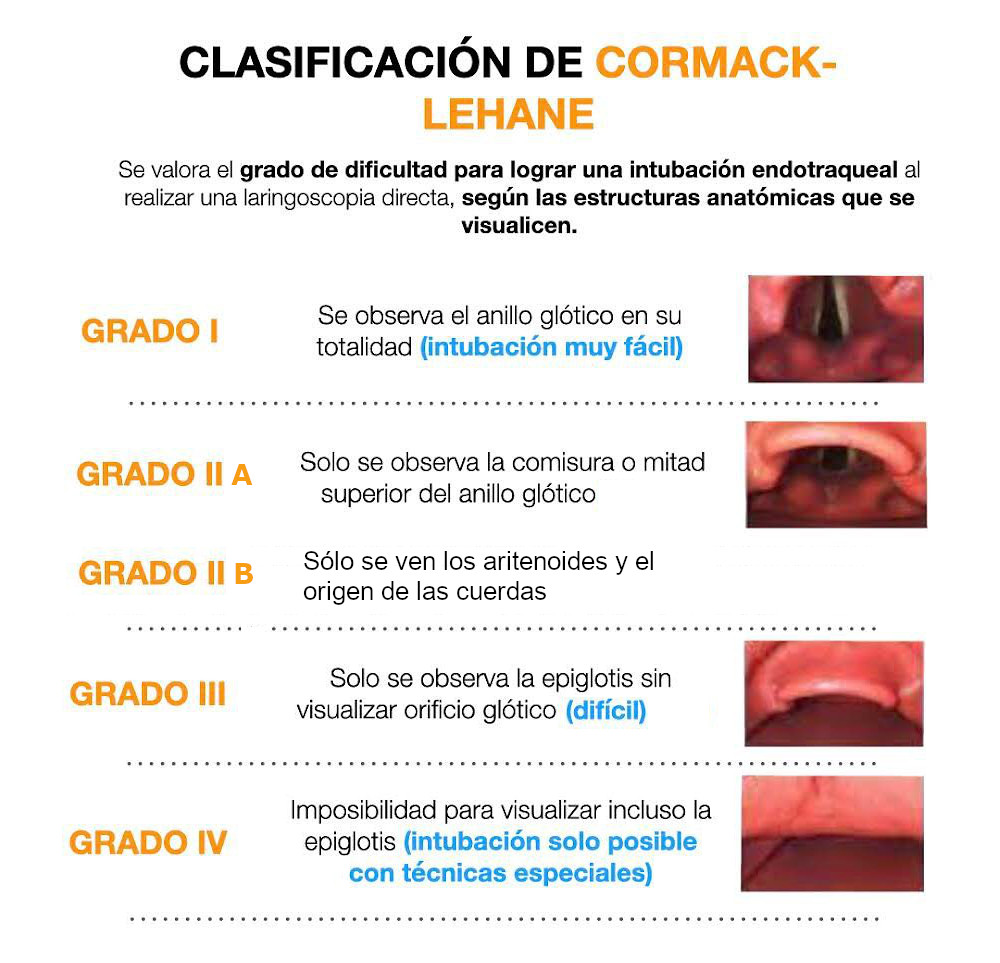 CLASIFICACIÓN DE CORMACK-
LEHANE
Se valora el grado de dificultad para lograr una intubación endotraqueal al
realizar una laringoscopia directa, según las estructuras anatómicas que se
visualicen.
GRADO I
Se observa el anillo glótico en su
totalidad (intubación muy fácil)
GRADO II A
Solo se observa la comisura o mitad
superior del anillo glótico
GRADO II B
Sólo se ven los aritenoides y el
origen de las cuerdas
GRADO III
Solo se observa la epiglotis sin
visualizar orificio glótico (difícil)
GRADO IV
Imposibilidad para visualizar incluso la
epiglotis (intubación solo posible
con técnicas especiales)